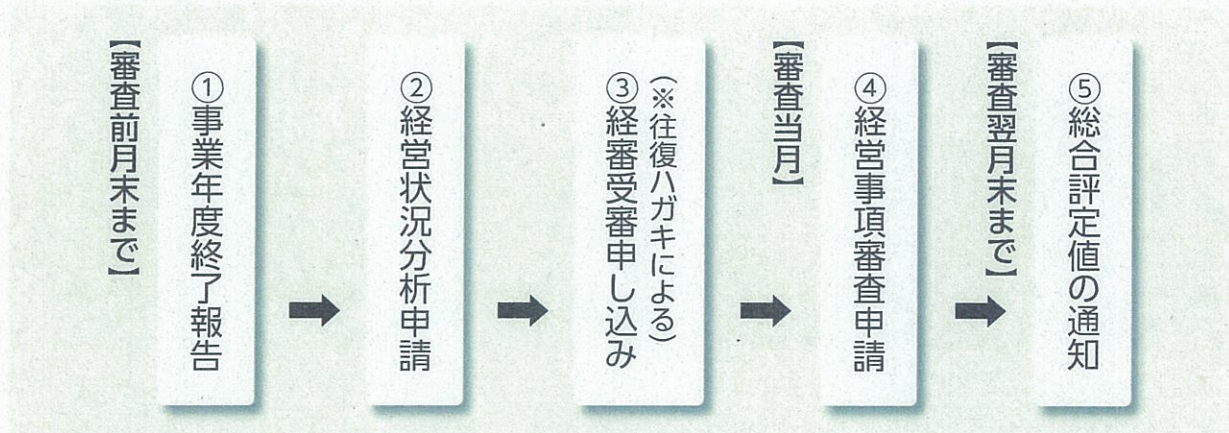 【審査前月末まで】
①事業年度終了報告
②経営状況分析申請
③経審受審申し込み
(※往復ハガキによる)
【審査当月】
④経営事項審査申請
【審査翌月末まで】
⑤総合評定値の通知